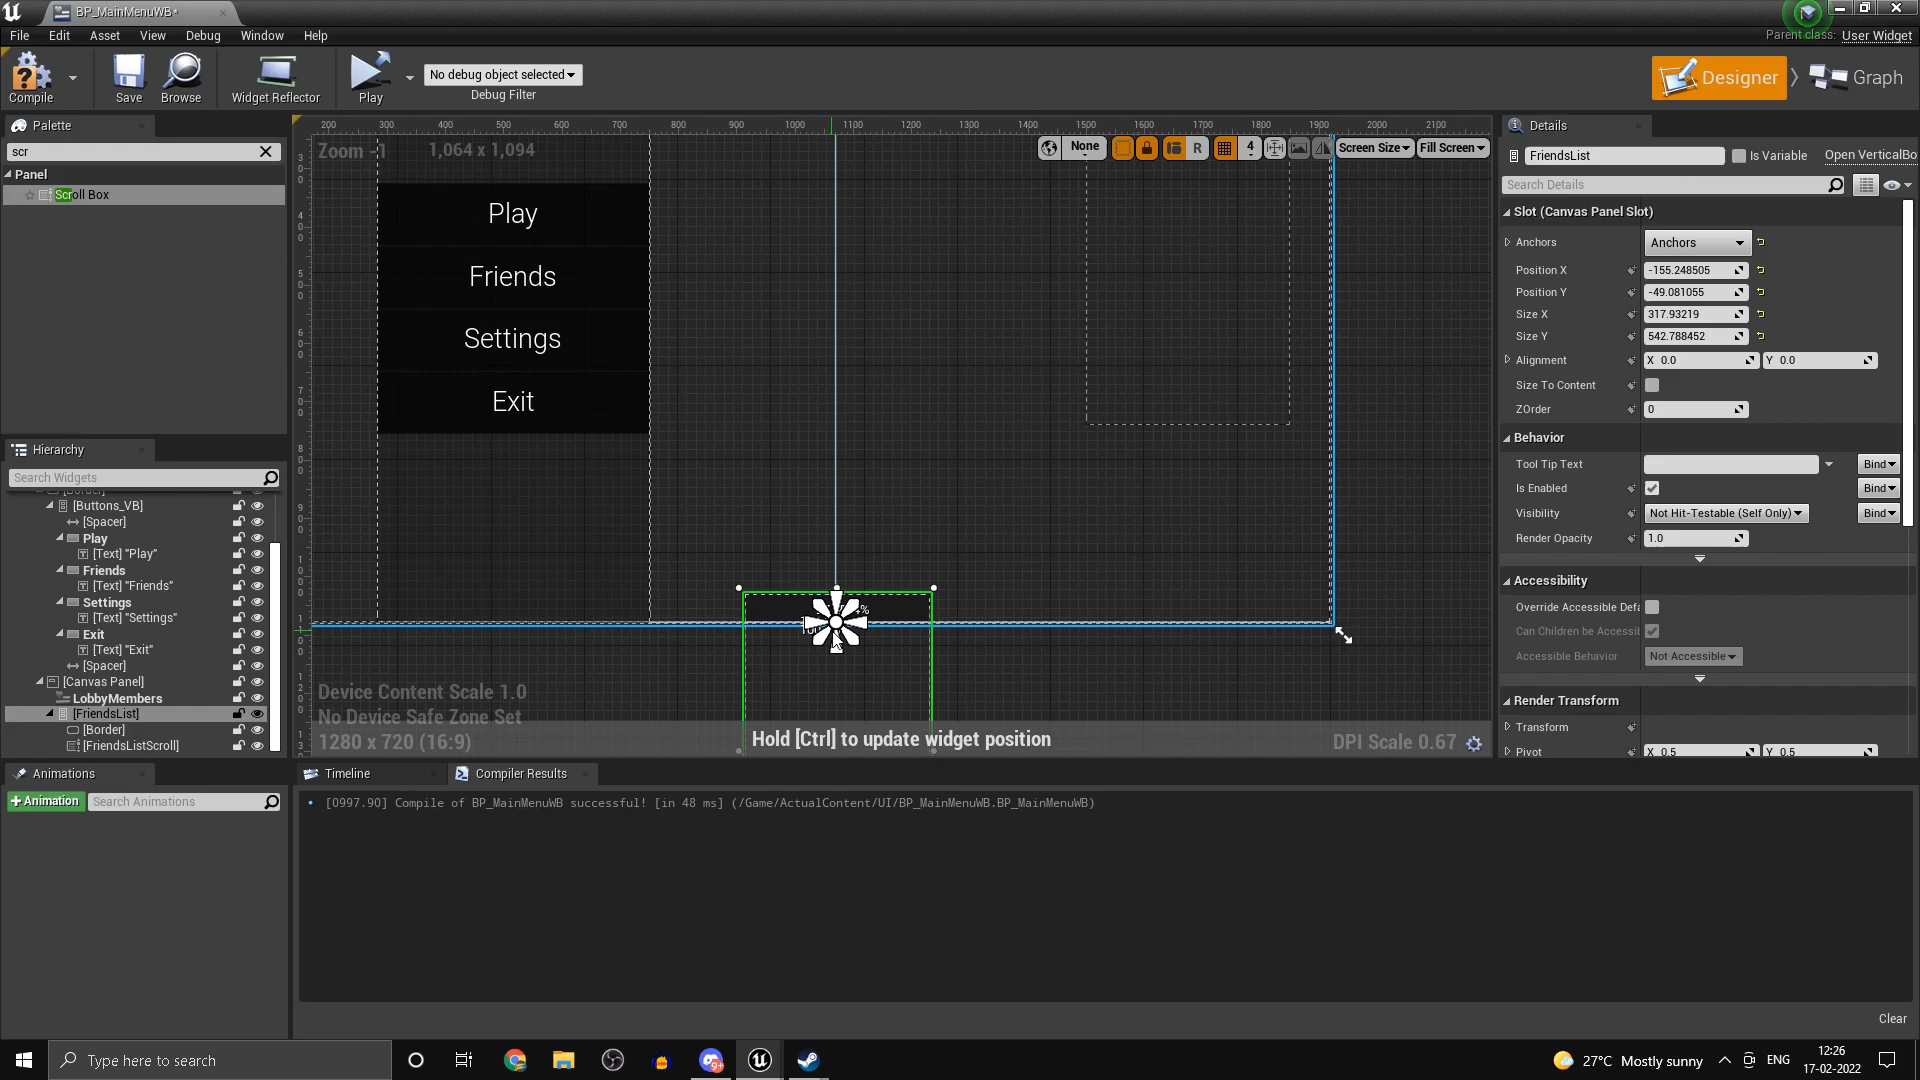 BP_MainMenuWB*
File Edit Asset View Debug Window Help
Parent class: User Widget
Compile
Save
Browse
Widget Reflector
Play
No debug object selected
Debug Filter
Designer
Graph
Palette
scr
Panel
Scroll Box
Hierarchy
Search Widgets
[Border]
[Buttons_VB]
[Spacer]
Play
[Text] "Play"
Friends
[Text] "Friends"
Settings
[Text] "Settings"
Exit
[Text] "Exit"
[Spacer]
[Canvas Panel]
LobbyMembers
[FriendsList]
[Border]
[FriendsListScroll]
Animations
+Animation
Search Animations
200 300 400 500 600 700 800 900 1000 1100 1200 1300 1400 1500 1600 1700 1800 1900 2000 2100
Zoom -1
1,064 x 1,094
None
R
4
Screen Size
Fill Screen
Play
Friends
Settings
Exit
Device Content Scale 1.0
No Device Safe Zone Set
1280 x 720 (16:9)
Hold [Ctrl] to update widget position
DPI Scale 0.67
Details
FriendsList
Is Variable
Open VerticalBo
Search Details
Slot (Canvas Panel Slot)
Anchors Anchors
Position X -155.248505
Position Y -49.081055
Size X 317.93219
Size Y 542.788452
Alignment X 0.0 Y 0.0
Size To Content
ZOrder 0
Behavior
Tool Tip Text Bind
Is Enabled Bind
Visibility Not Hit-Testable (Self Only) Bind
Render Opacity 1.0
Accessibility
Override Accessible Defa
Can Children be Accessib
Accessible Behavior Not Accessible
Render Transform
Transform
Pivot X 0.5 Y 0.5
Timeline
Compiler Results
[0997.90] Compile of BP_MainMenuWB successful! [in 48 ms] (/Game/ActualContent/UI/BP_MainMenuWB.BP_MainMenuWB)
Clear
Type here to search
9+
27°C Mostly sunny
ENG
12:26
17-02-2022